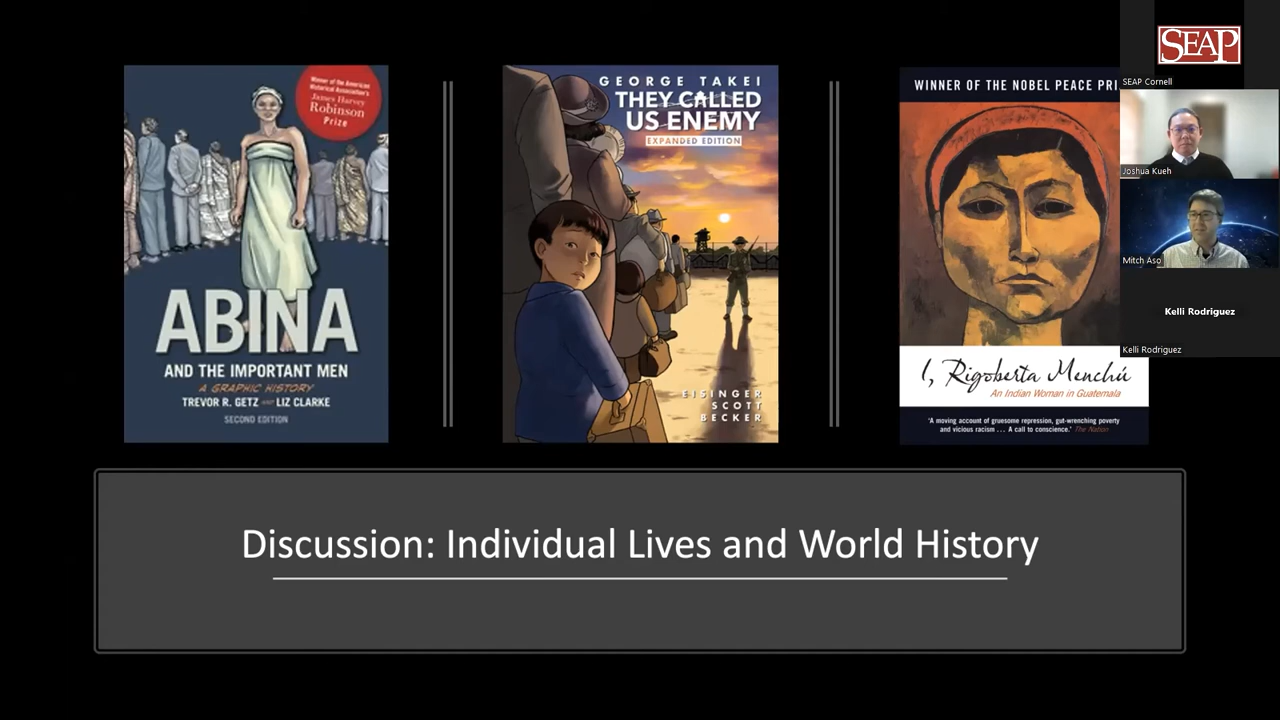 Winner of the American
Historical Association's
James Harvey
Robinson
Prize
ABINA
AND THE IMPORTANT MEN
A GRAPHIC HISTORY
TREVOR R. GETZ AND LIZ CLARKE
SECOND EDITION
GEORGE TAKEI
THEY CALLED
US ENEMY
EXPANDED EDITION
EISINGER
SCOTT
BECKER
WINNER OF THE NOBEL PEACE PRI
I, Rigoberta Menchú
An Indian Woman in Guatemala
'A moving account of gruesome repression, gut-wrenching poverty
and vicious racism . . . A call to conscience.' The Nation
SEAP
SEAP Cornell
Joshua Kueh
Mitch Aso
Kelli Rodriguez
Kelli Rodriguez
Discussion: Individual Lives and World History